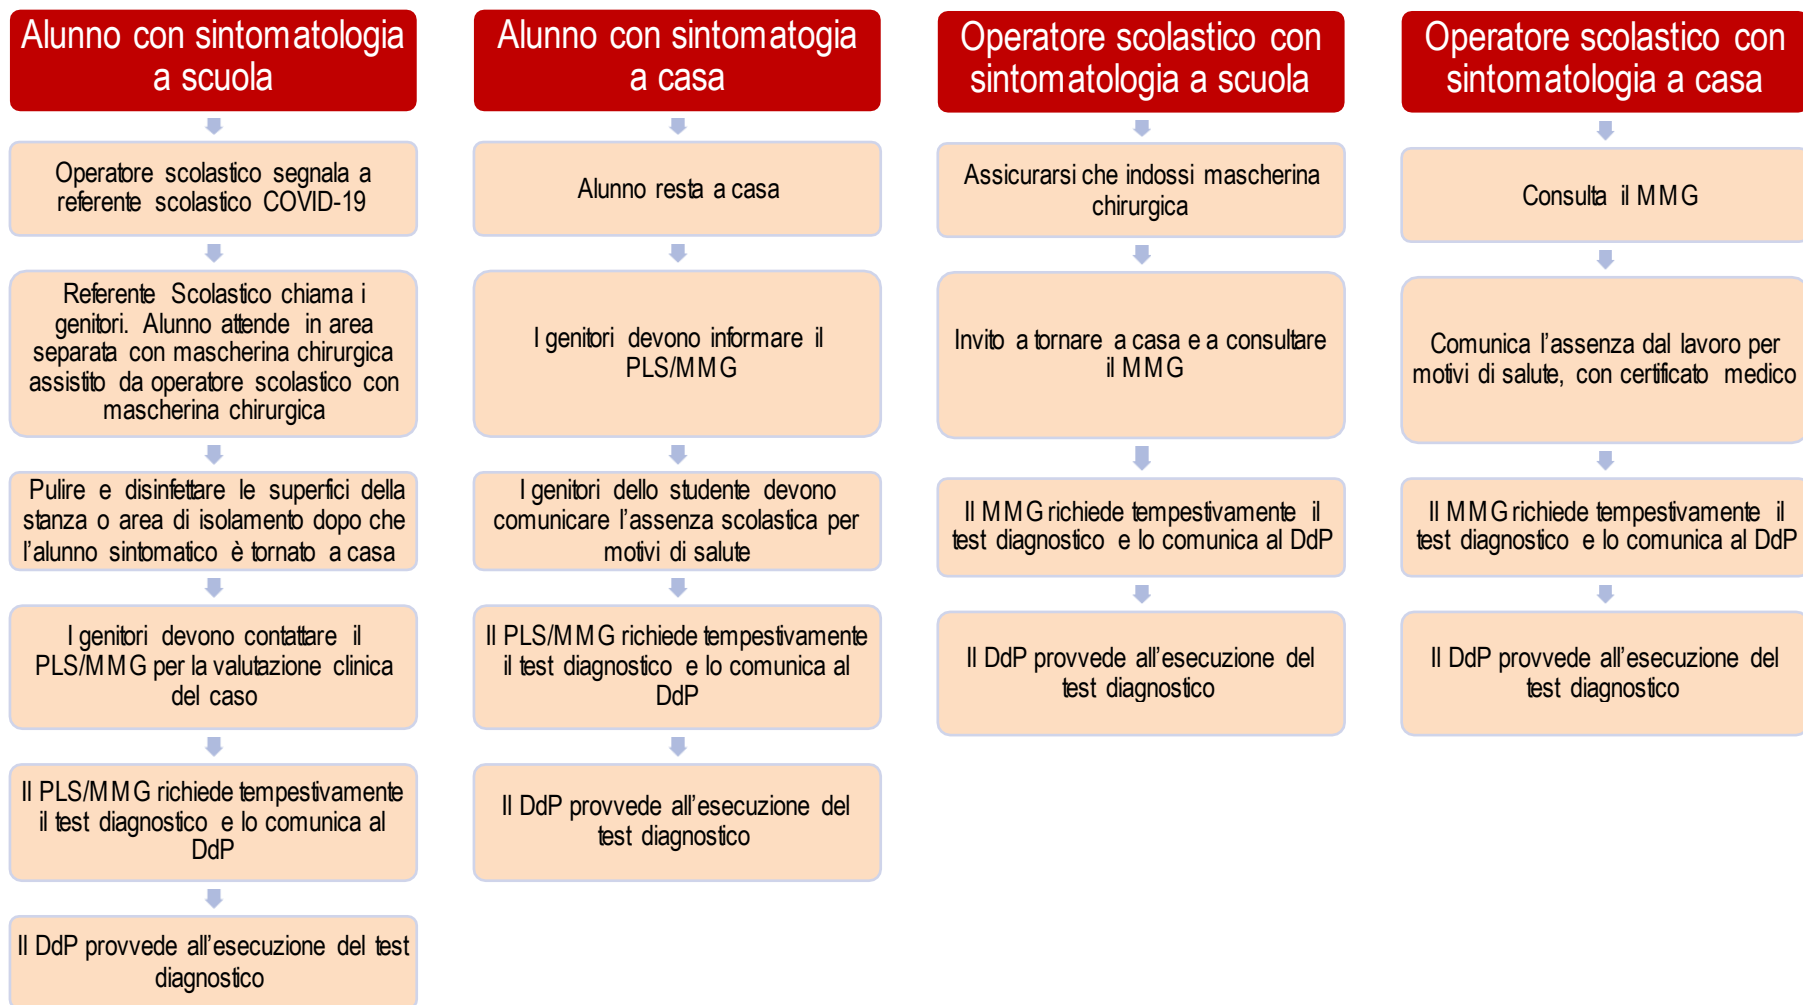 Alunno con sintomatologia
a scuola
Operatore scolastico segnala a
referente scolastico COVID-19
Referente Scolastico chiama i
genitori. Alunno attende in area
separata con mascherina chirurgica
assistito da operatore scolastico con
mascherina chirurgica
Pulire e disinfettare le superfici della
stanza o area di isolamento dopo che
l'alunno sintomatico è tornato a casa
I genitori devono contattare il
PLS/MMG per la valutazione clinica
del caso
Il PLS/MMG richiede tempestivamente
il test diagnostico e lo comunica al
DdP
Il DdP provvede all'esecuzione del test
diagnostico
Alunno con sintomatogia
a casa
Alunno resta a casa
I genitori devono informare il
PLS/MMG
I genitori dello studente devono
comunicare l'assenza scolastica per
motivi di salute
Il PLS/MMG richiede tempestivamente
il test diagnostico e lo comunica al
DdP
Il DdP provvede all'esecuzione del
test diagnostico
Operatore scolastico con
sintomatologia a scuola
Assicurarsi che indossi mascherina
chirurgica
Invito a tornare a casa e a consultare
il MMG
Il MMG richiede tempestivamente il
test diagnostico e lo comunica al DdP
Il DdP provvede all'esecuzione del
test diagnostico
Operatore scolastico con
sintomatologia a casa
Consulta il MMG
Comunica l'assenza dal lavoro per
motivi di salute, con certificato medico
Il MMG richiede tempestivamente il
test diagnostico e lo comunica al DdP
Il DdP provvede all'esecuzione del
test diagnostico